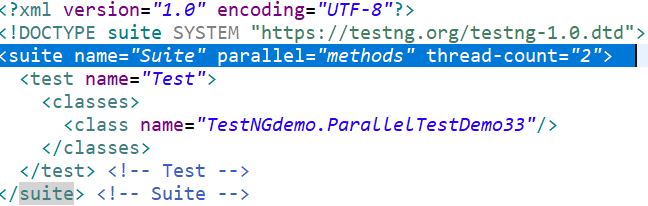 <?xml version="1.0" encoding="UTF-8"?>
<!DOCTYPE suite SYSTEM "https://testng.org/testng-1.0.dtd">
<suite name="Suite" parallel="methods" thread-count="2">
<test name="Test">
<classes>
<class name="TestNGdemo.ParallelTestDemo33"/>
</classes>
</test> <!-- Test -->
</suite> <!-- Suite -->